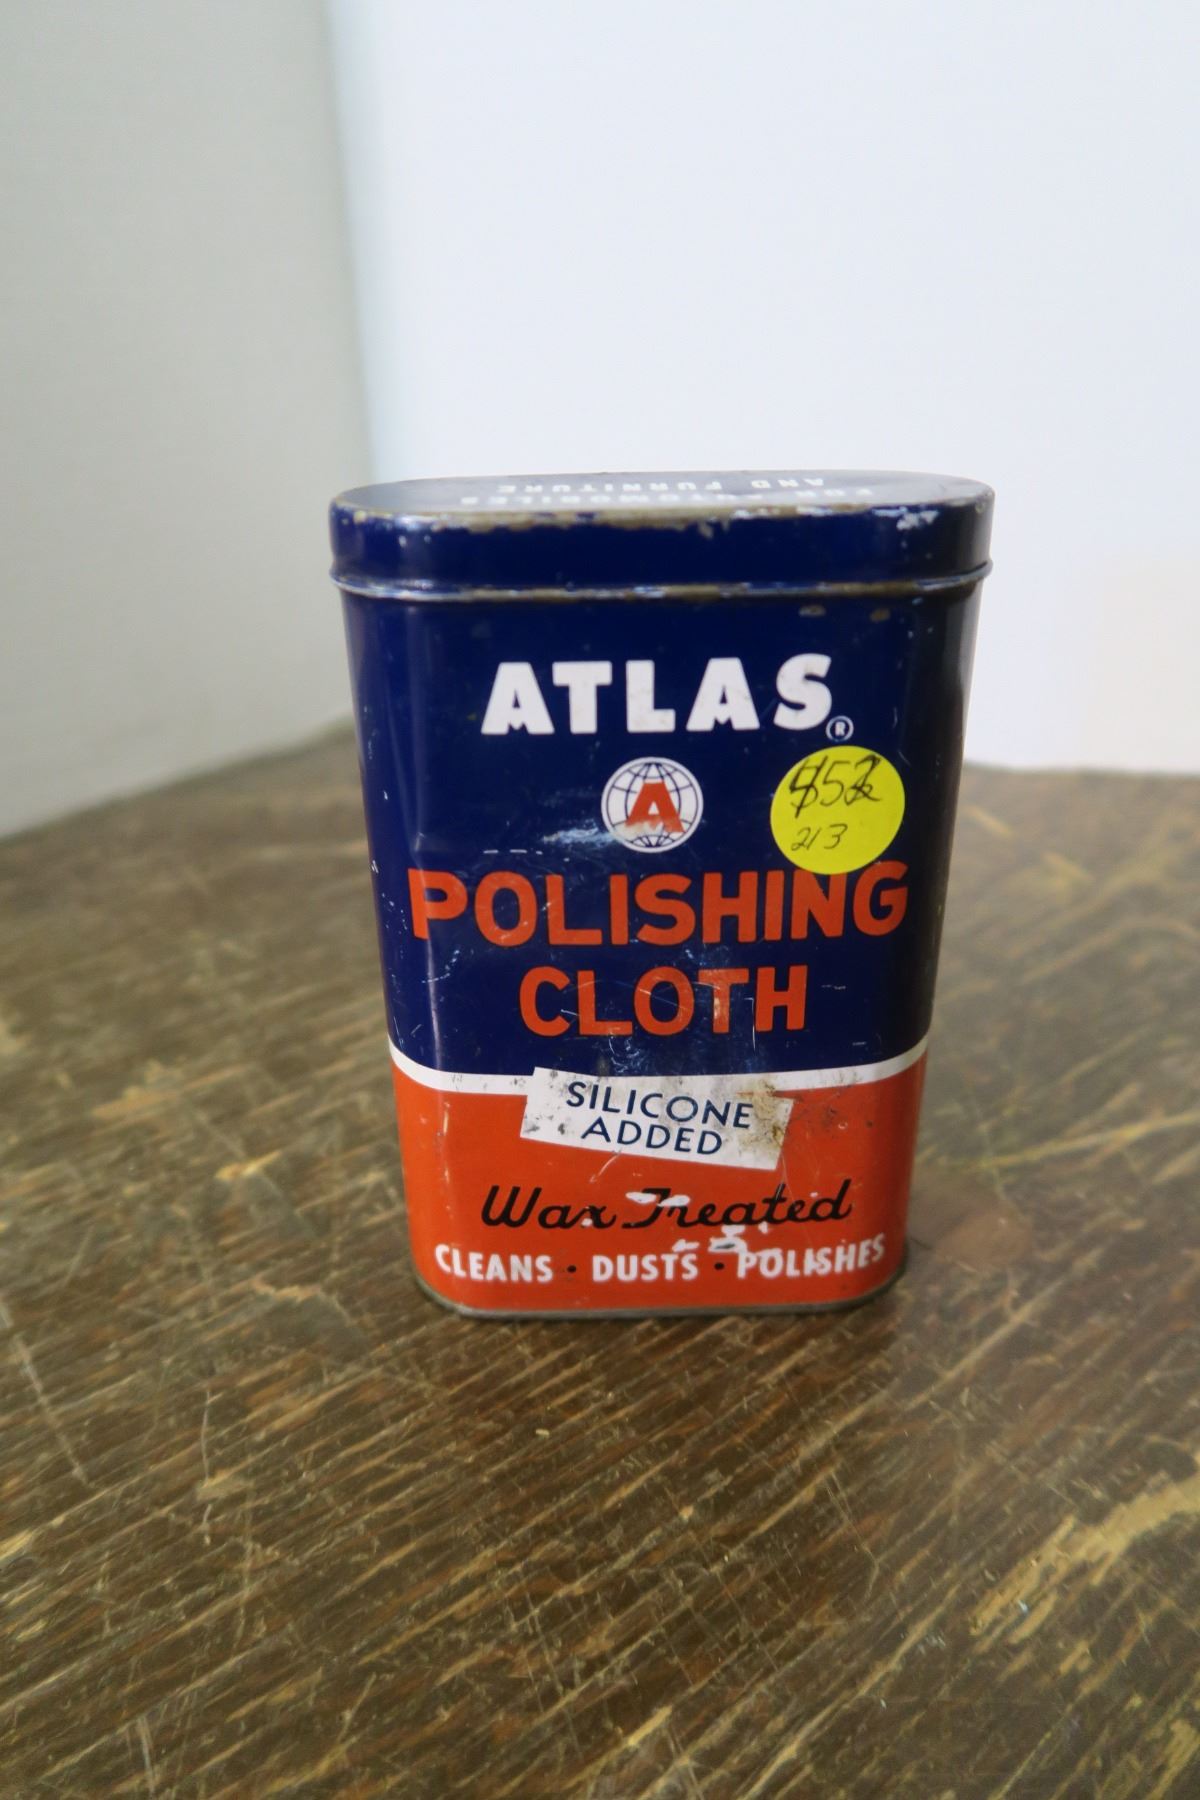 FOR AUTOMOBILES
AND FURNITURE
ATLAS®
A
213
POLISHING
CLOTH
SILICONE
ADDED
Wax Treated
CLEANS · DUSTS · POLISHES